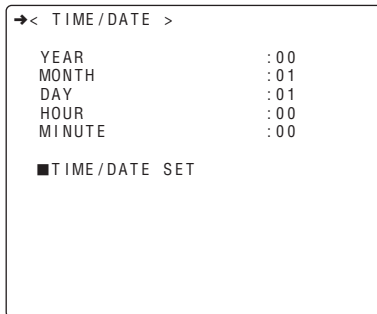 ➔< TIME/DATE >
YEAR :00
MONTH :01
DAY :01
HOUR :00
MINUTE :00
■TIME/DATE SET